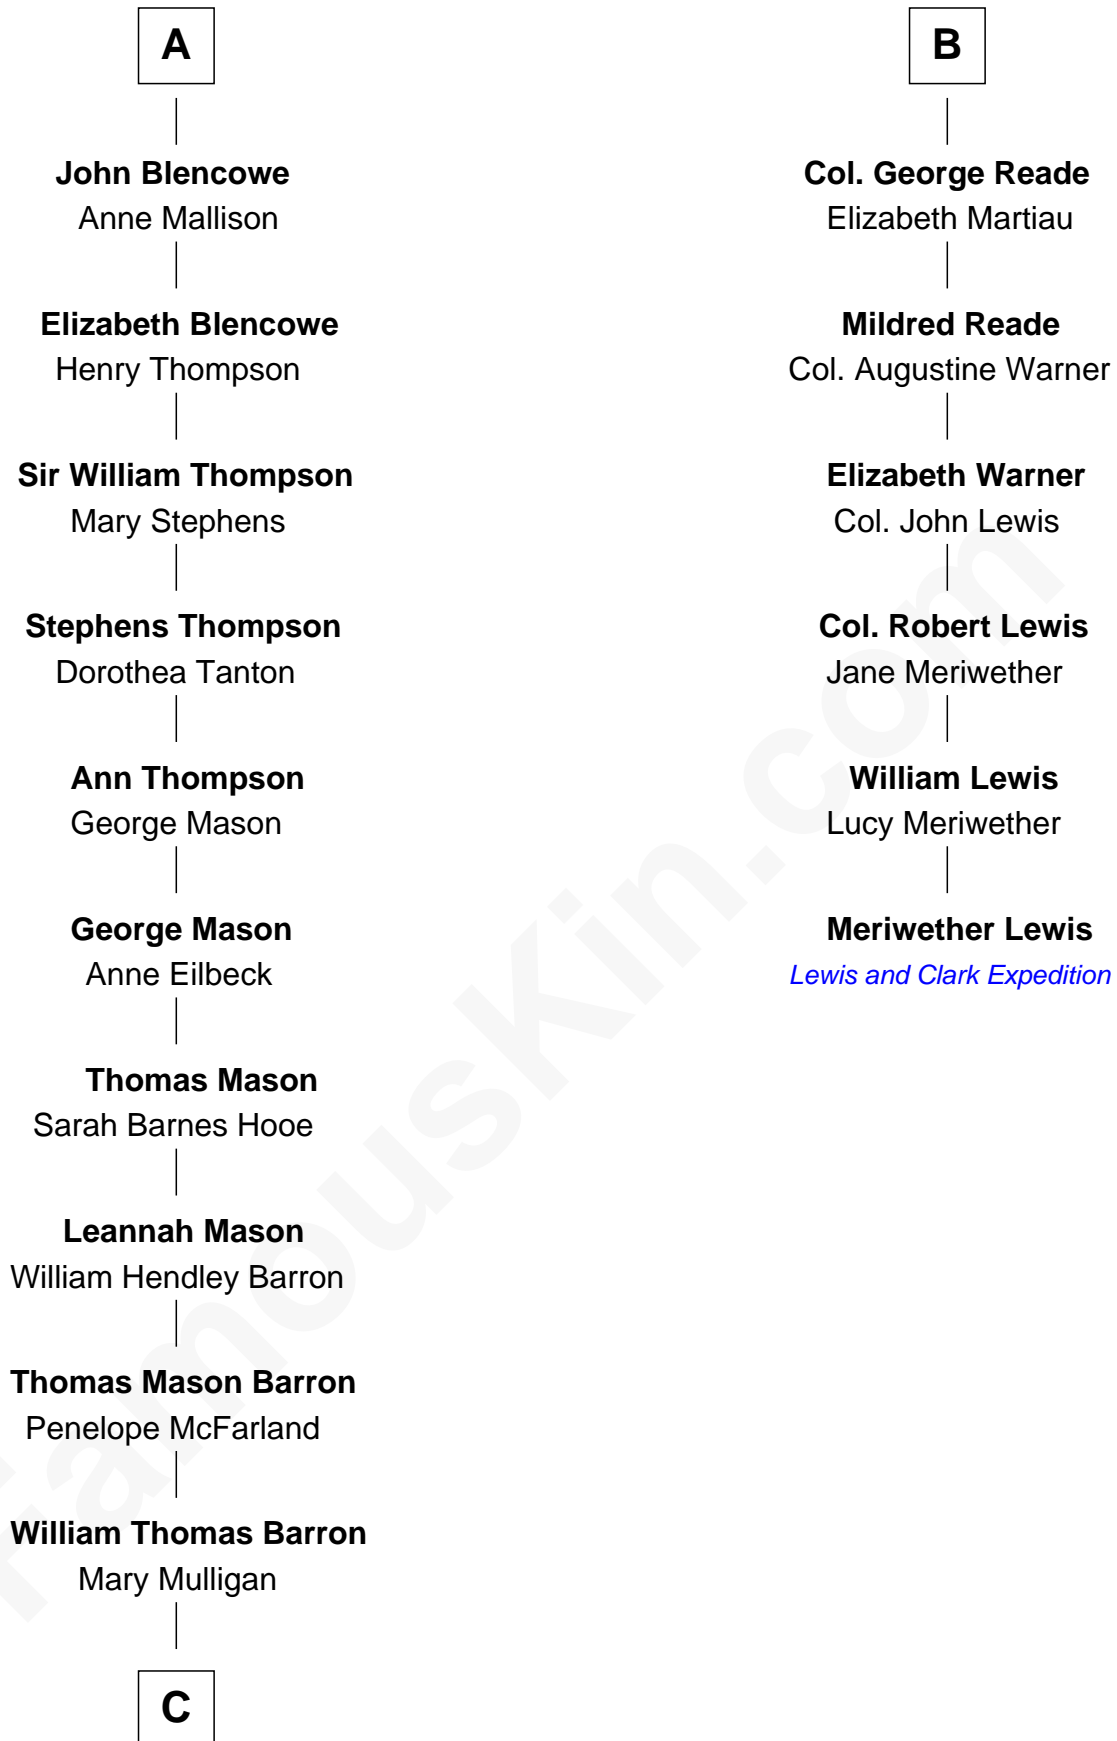 A
John Blencowe
Anne Mallison
Elizabeth Blencowe
Henry Thompson
Sir William Thompson
Mary Stephens
Stephens Thompson
Dorothea Tanton
Ann Thompson
George Mason
George Mason
Anne Eilbeck
Thomas Mason
Sarah Barnes Hooe
Leannah Mason
William Hendley Barron
Thomas Mason Barron
Penelope McFarland
William Thomas Barron
Mary Mulligan
C
B
Col. George Reade
Elizabeth Martiau
Mildred Reade
Col. Augustine Warner
Elizabeth Warner
Col. John Lewis
Col. Robert Lewis
Jane Meriwether
William Lewis
Lucy Meriwether
Meriwether Lewis
Lewis and Clark Expedition
FamousKin.com